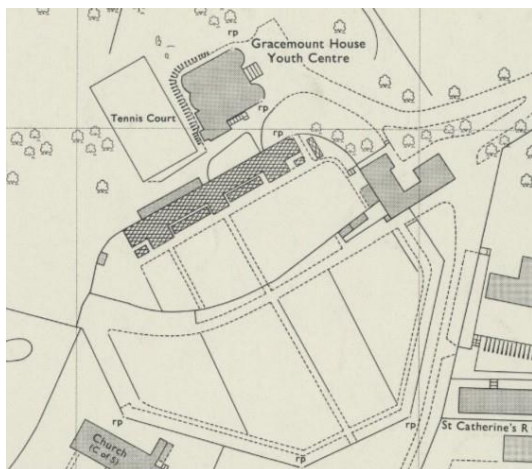 rp
Gracemount House
Youth Centre
Tennis Court
rp
rp
rp
rp
St Catherine's R
Church
(C of S)
rp